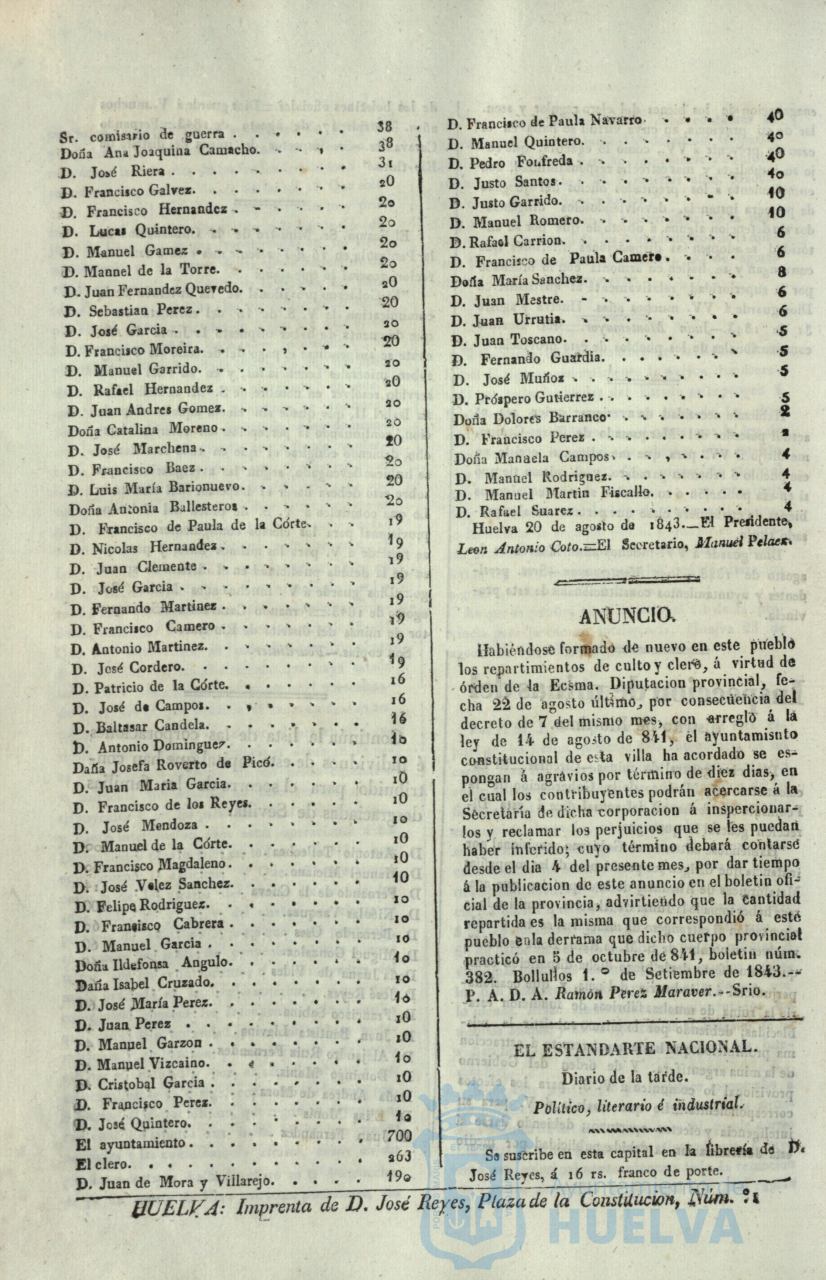 Sr. comisario de guerra . . . . . . 38
Doña Ana Joaquina Camacho. . . . . 38
D. José Riera . . . . . . . . . 31
D. Francisco Galvez. . . . . . . . 20
D. Francisco Hernandez . . . . . . 20
D. Lucas Quintero. . . . . . . . 20
D. Manuel Gamez . . . . . . . . 20
D. Mannel de la Torre. . . . . . . 20
D. Juan Fernandez Quevedo. . . . . . 20
D. Sebastian Perez . . . . . . . . 20
D. José Garcia . . . . . . . . . 20
D. Francisco Moreira. . . . . . . . 20
D. Manuel Garrido. . . . . . . . 20
D. Rafael Hernandez . . . . . . . 20
D. Juan Andres Gomez. . . . . . . 20
Doña Catalina Moreno . . . . . . . 20
D. José Marchena . . . . . . . . 20
D. Francisco Baez . . . . . . . . 20
D. Luis María Barionuevo. . . . . . 20
Doña Antonia Ballesteros . . . . . . 20
D. Francisco de Paula de la Córte. . . 19
D. Nicolas Hernandez . . . . . . . 19
D. Juan Clemente . . . . . . . . 19
D. José Garcia . . . . . . . . . 19
D. Fernando Martinez . . . . . . . 19
D. Francisco Camero . . . . . . . 19
D. Antonio Martinez. . . . . . . . 19
D. José Cordero. . . . . . . . . 19
D. Patricio de la Córte. . . . . . . 16
D. José de Campos. . . . . . . . 16
D. Baltasar Candela. . . . . . . . 16
D. Antonio Dominguez. . . . . . . 10
Daña Josefa Roverto de Picó. . . . . 10
D. Juan Maria Garcia. . . . . . . 10
D. Francisco de los Reyes. . . . . . 10
D. José Mendoza . . . . . . . . 10
D. Manuel de la Córte. . . . . . . 10
D. Francisco Magdaleno. . . . . . . 10
D. José Velez Sanchez. . . . . . . 10
D. Felipe Rodriguez. . . . . . . . 10
D. Francisco Cabrera . . . . . . . 10
D. Manuel Garcia . . . . . . . . 10
Doña Ildefonsa Angulo. . . . . . . 10
Daña Isabel Cruzado. . . . . . . . 10
D. José María Perez. . . . . . . . 10
D. Juan Perez . . . . . . . . . 10
D. Manuel Garzon . . . . . . . . 10
D. Manuel Vizcaino. . . . . . . . 10
D. Cristobal Garcia . . . . . . . . 10
D. Francisco Perez. . . . . . . . 10
D. José Quintero. . . . . . . . . 10
El ayuntamiento . . . . . . . . . 700
El clero. . . . . . . . . . . 263
D. Juan de Mora y Villarejo. . . . . 190
D. Francisco de Paula Navarro . . . . 40
D. Manuel Quintero. . . . . . . . 40
D. Pedro Foufreda . . . . . . . . 40
D. Justo Santos. . . . . . . . . 40
D. Justo Garrido. . . . . . . . . 10
D. Manuel Romero. . . . . . . . 10
D. Rafael Carrion. . . . . . . . . 6
D. Francisco de Paula Camero. . . . . 6
Doña María Sanchez. . . . . . . . 8
D. Juan Mestre. . . . . . . . . 6
D. Juan Urrutia. . . . . . . . . 6
D. Juan Toscano. . . . . . . . . 5
D. Fernando Guardia. . . . . . . . 5
D. José Muñoz . . . . . . . . . 5
D. Próspero Gutierrez . . . . . . . 5
Doña Dolores Barranco . . . . . . . 2
D. Francisco Perez . . . . . . . . 2
Doña Manuela Campos. . . . . . . 4
D. Manuel Rodriguez. . . . . . . . 4
D. Manuel Martin Fiscallo. . . . . . 4
D. Rafael Suarez . . . . . . . . . 4
Huelva 20 de agosto de 1843.—El Presidente,
Leon Antonio Coto.=El Secretario, Manuel Pelaez.
ANUNCIO.
Habiéndose formado de nuevo en este pueblo
los repartimientos de culto y clero, á virtud de
órden de la Ecsma. Diputacion provincial, fe-
cha 22 de agosto último, por consecuencia del
decreto de 7 del mismo mes, con arreglo á la
ley de 14 de agosto de 841, el ayuntamisnto
constitucional de esta villa ha acordado se es-
pongan á agravios por término de diez dias, en
el cual los contribuyentes podrán acercarse á la
Secretaría de dicha corporacion á inspercionar-
los y reclamar los perjuicios que se les puedan
haber inferido; cuyo término debará contarse
desde el dia 4 del presente mes, por dar tiempo
á la publicacion de este anuncio en el boletin ofi-
cial de la provincia, advirtiendo que la cantidad
repartida es la misma que correspondió á este
pueblo enla derrama que dicho cuerpo provincial
practicó en 5 de octubre de 841, boletin núm.
382. Bollullos 1.º de Setiembre de 1843.--
P. A. D. A. Ramón Perez Maraver.--Srio.
EL ESTANDARTE NACIONAL.
Diario de la tarde.
Político, literario é industrial.
Se suscribe en esta capital en la librería de D.
José Reyes, á 16 rs. franco de porte.
HUELVA: Imprenta de D. José Reyes, Plaza de la Constitucion, Núm.
HUELVA